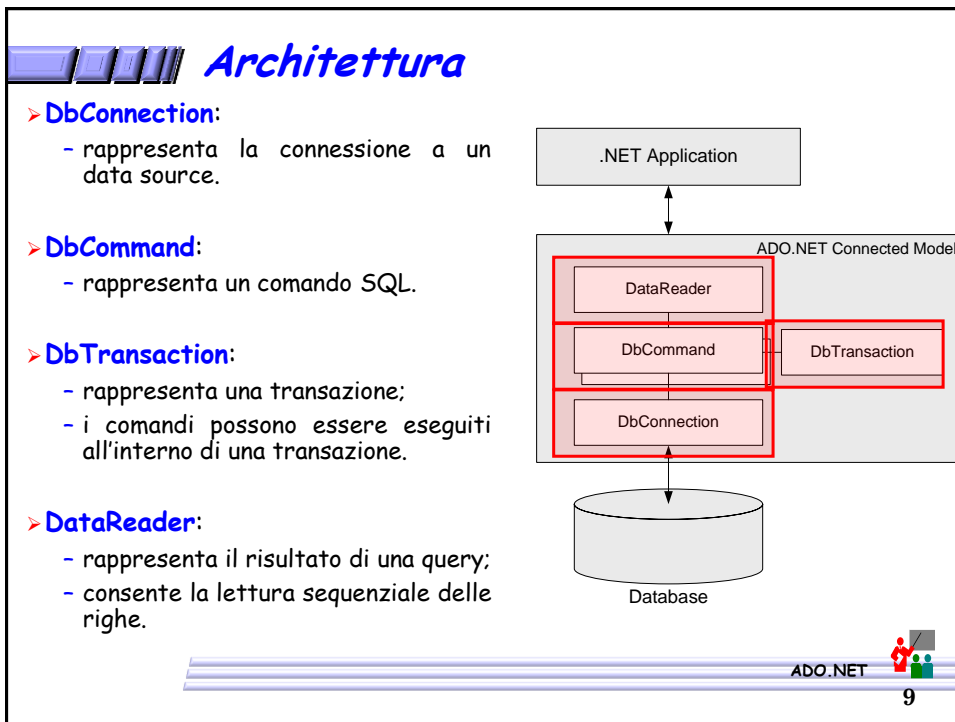 Architettura
➢DbConnection:
– rappresenta la connessione a un
data source.
➢DbCommand:
– rappresenta un comando SQL.
➢DbTransaction:
– rappresenta una transazione;
– i comandi possono essere eseguiti
all'interno di una transazione.
➢DataReader:
– rappresenta il risultato di una query;
– consente la lettura sequenziale delle
righe.
.NET Application
ADO.NET Connected Model
DataReader
DbCommand
DbTransaction
DbConnection
Database
ADO.NET
9